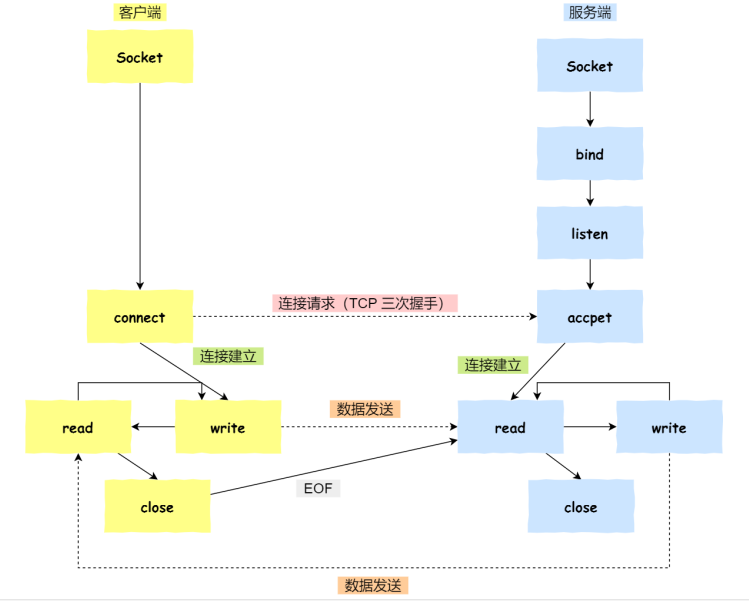 客户端
服务端
Socket
Socket
bind
listen
连接请求（TCP 三次握手）
connect
accpet
连接建立
连接建立
数据发送
read
write
read
write
EOF
close
close
数据发送